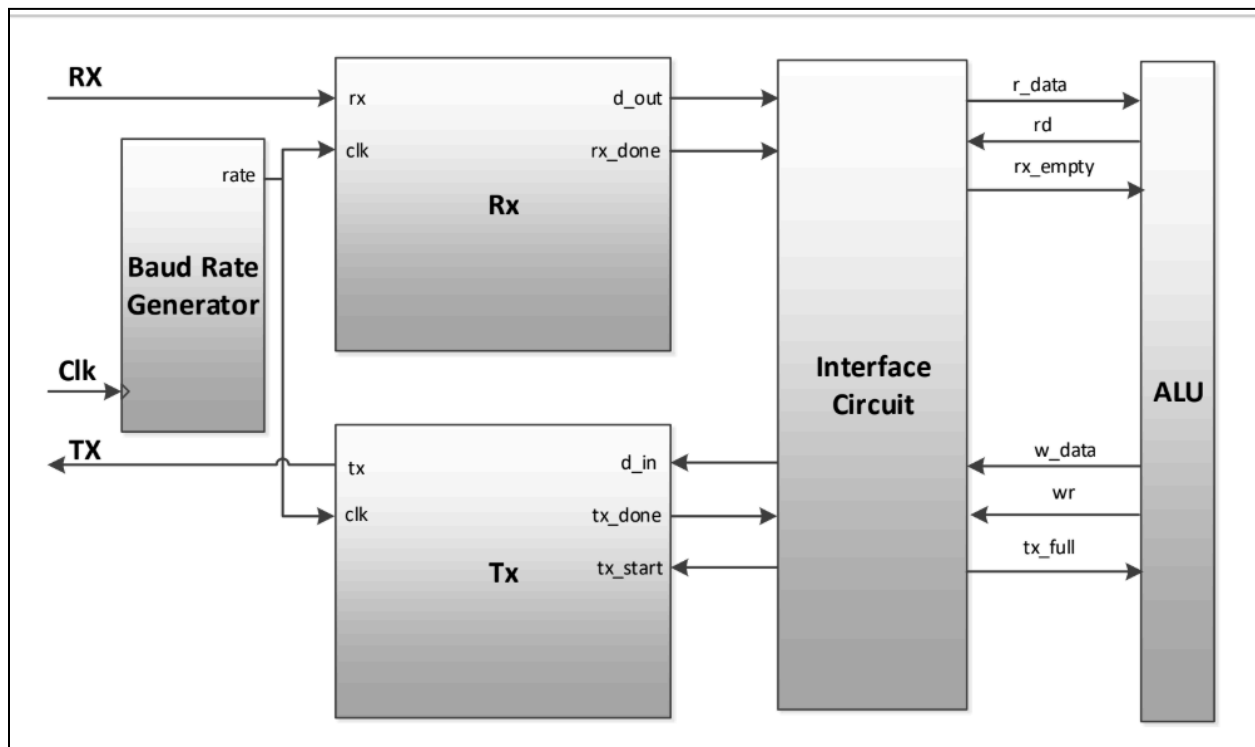 RX
rx
d_out
r_data
rd
clk
rx_done
rate
rx_empty
Rx
Baud Rate
Generator
Clk
Interface
Circuit
ALU
TX
tx
d_in
w_data
wr
clk
tx_done
tx_full
tx_start
Tx